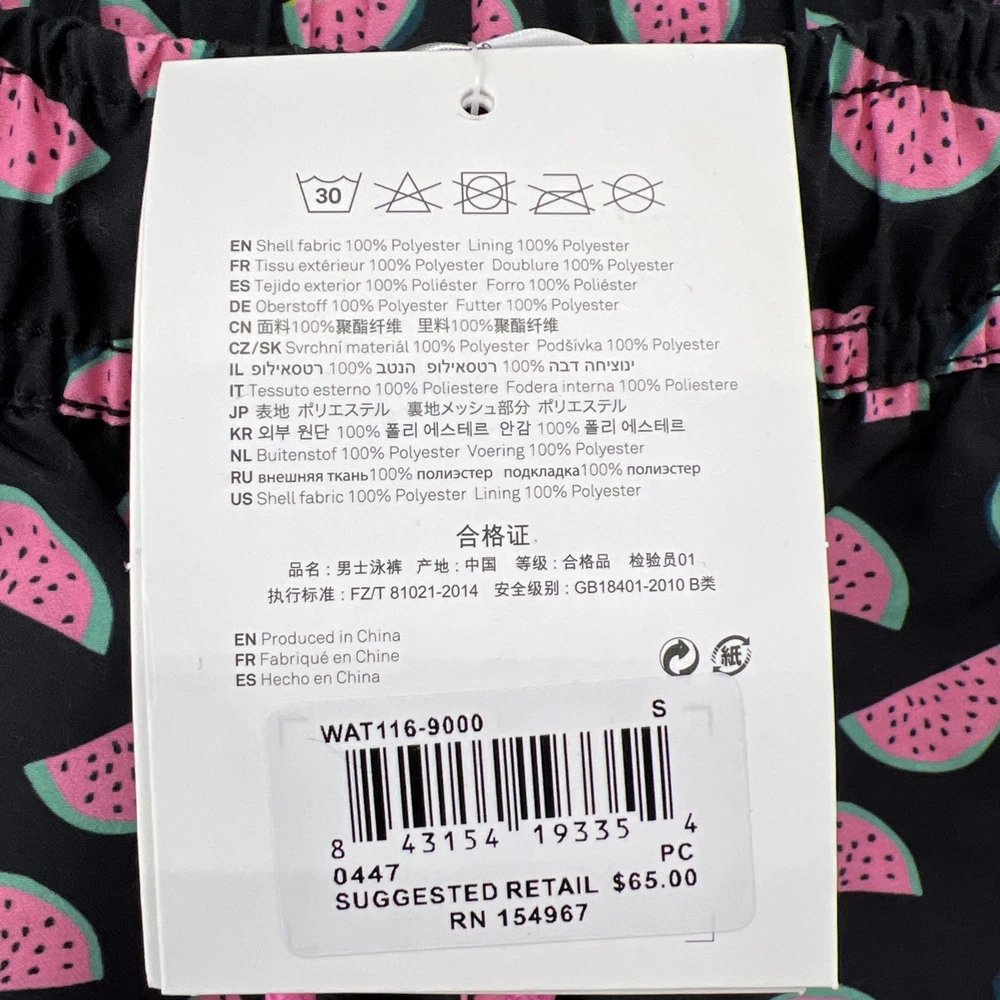 30
EN Shell fabric 100% Polyester Lining 100% Polyester
FR Tissu extérieur 100% Polyester Doublure 100% Polyester
ES Tejido exterior 100% Poliéster Forro 100% Poliéster
DE Oberstoff 100% Polyester Futter 100% Polyester
CN 面料100%聚酯纤维 里料100%聚酯纤维
CZ/SK Svrchní materiál 100% Polyester Podšívka 100% Polyester
IL רטסאילופ 100% הנטב רטסאילופ 100% ינוציחה דבה
IT Tessuto esterno 100% Poliestere Fodera interna 100% Poliestere
JP 表地 ポリエステル 裏地メッシュ部分 ポリエステル
KR 외부 원단 100% 폴리 에스테르 안감 100% 폴리 에스테르
NL Buitenstof 100% Polyester Voering 100% Polyester
RU внешняя ткань100% полиэстер подкладка100% полиэстер
US Shell fabric 100% Polyester Lining 100% Polyester
合格证
品名：男士泳裤 产地：中国 等级：合格品 检验员01
执行标准：FZ/T 81021-2014 安全级别：GB18401-2010 B类
EN Produced in China
FR Fabriqué en Chine
ES Hecho en China
紙
WAT116-9000 S
8 43154 19335 4
0447 PC
SUGGESTED RETAIL $65.00
RN 154967